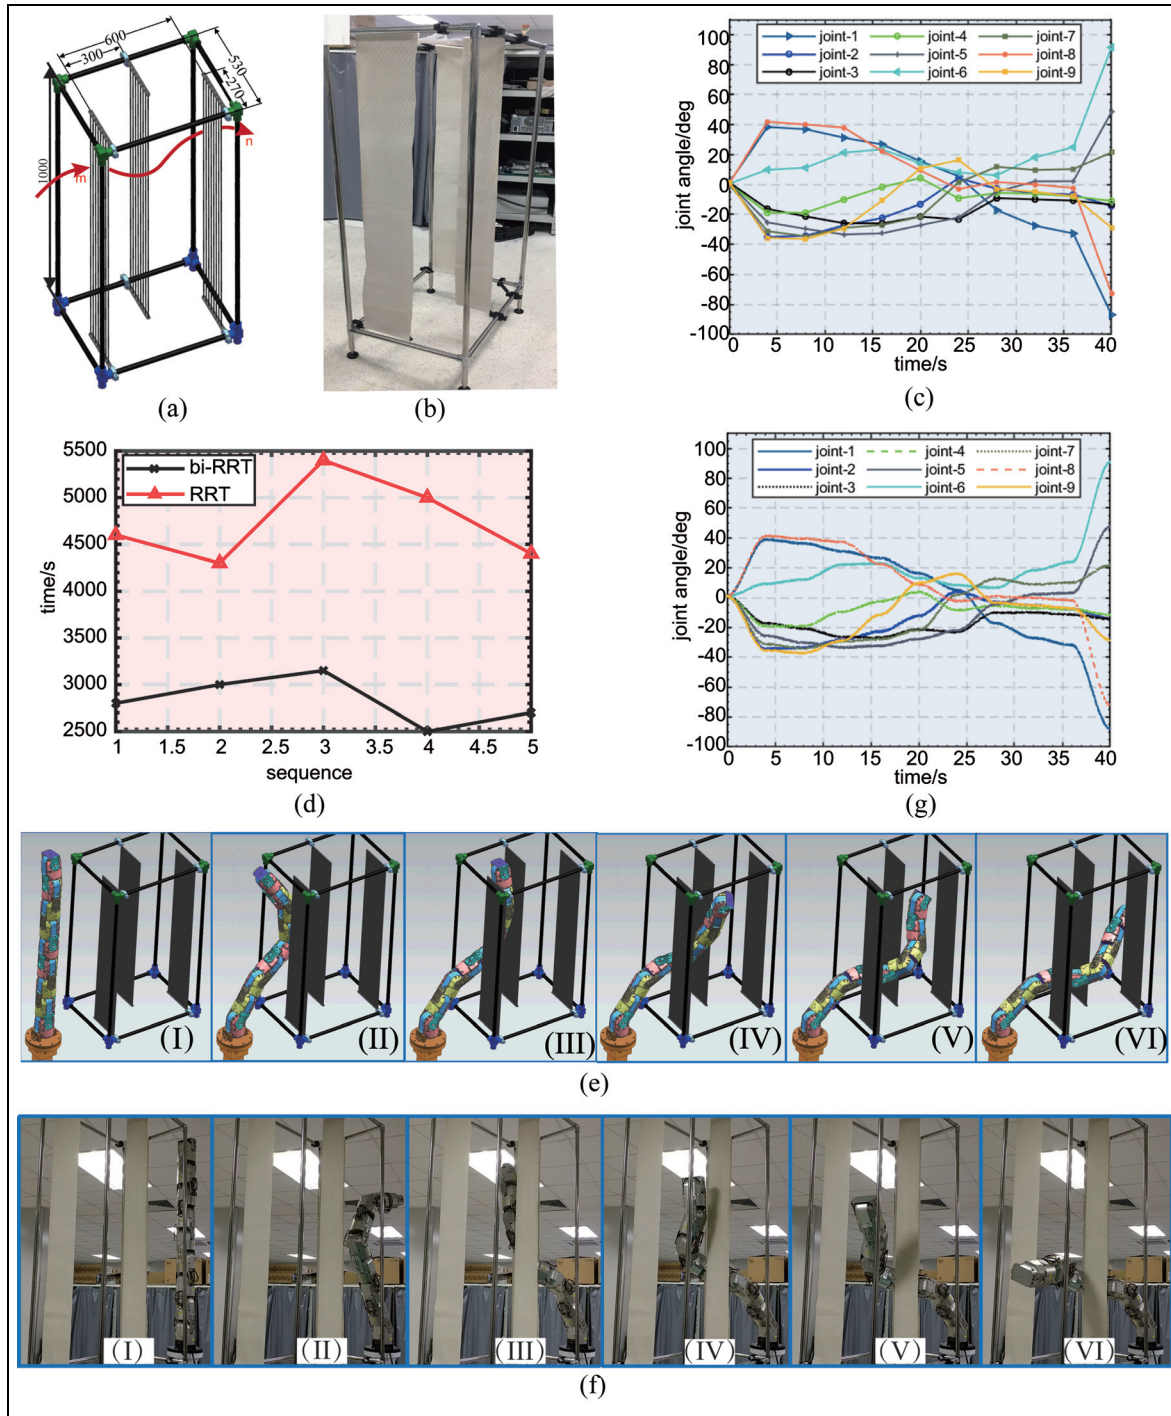 600
300
530
270
1000
m
n
(a)
(b)
100
80
60
40
20
0
-20
-40
-60
-80
-100
joint angle/deg
joint-1
joint-4
joint-7
joint-2
joint-5
joint-8
joint-3
joint-6
joint-9
0 5 10 15 20 25 30 35 40
time/s
(c)
5500
5000
4500
4000
3500
3000
2500
time/s
bi-RRT
RRT
1 1.5 2 2.5 3 3.5 4 4.5 5
sequence
(d)
100
80
60
40
20
0
-20
-40
-60
-80
-100
joint angle/deg
joint-1
joint-4
joint-7
joint-2
joint-5
joint-8
joint-3
joint-6
joint-9
0 5 10 15 20 25 30 35 40
time/s
(g)
(I) (II) (III) (IV) (V) (VI)
(e)
(I) (II) (III) (IV) (V) (VI)
(f)